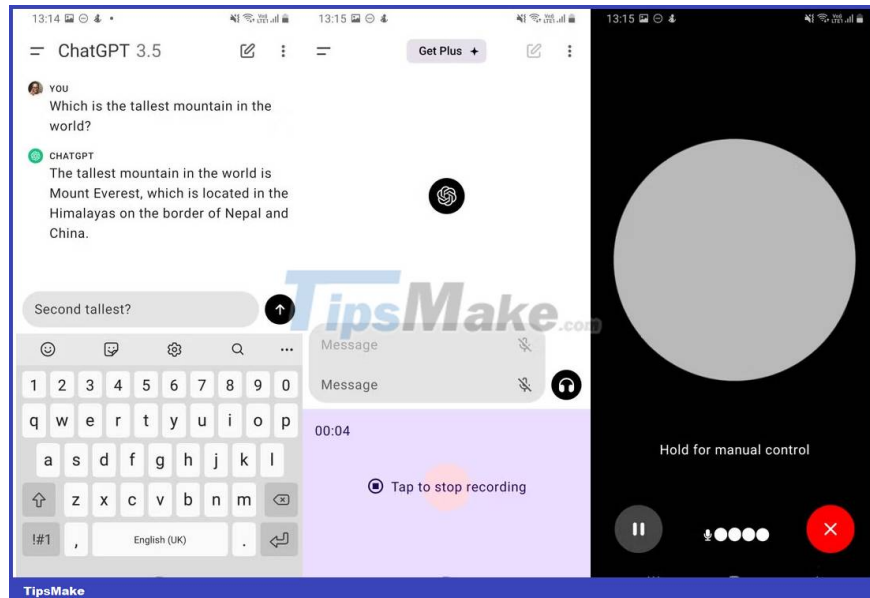 13:14
ChatGPT 3.5
YOU
Which is the tallest mountain in the
world?
CHATGPT
The tallest mountain in the world is
Mount Everest, which is located in the
Himalayas on the border of Nepal and
China.
Second tallest?
1 2 3 4 5 6 7 8 9 0
q w e r t y u i o p
a s d f g h j k l
z x c v b n m
!#1 , English (UK) .
13:15
Get Plus
Message
Message
00:04
Tap to stop recording
13:15
Hold for manual control
TipsMake.com
TipsMake